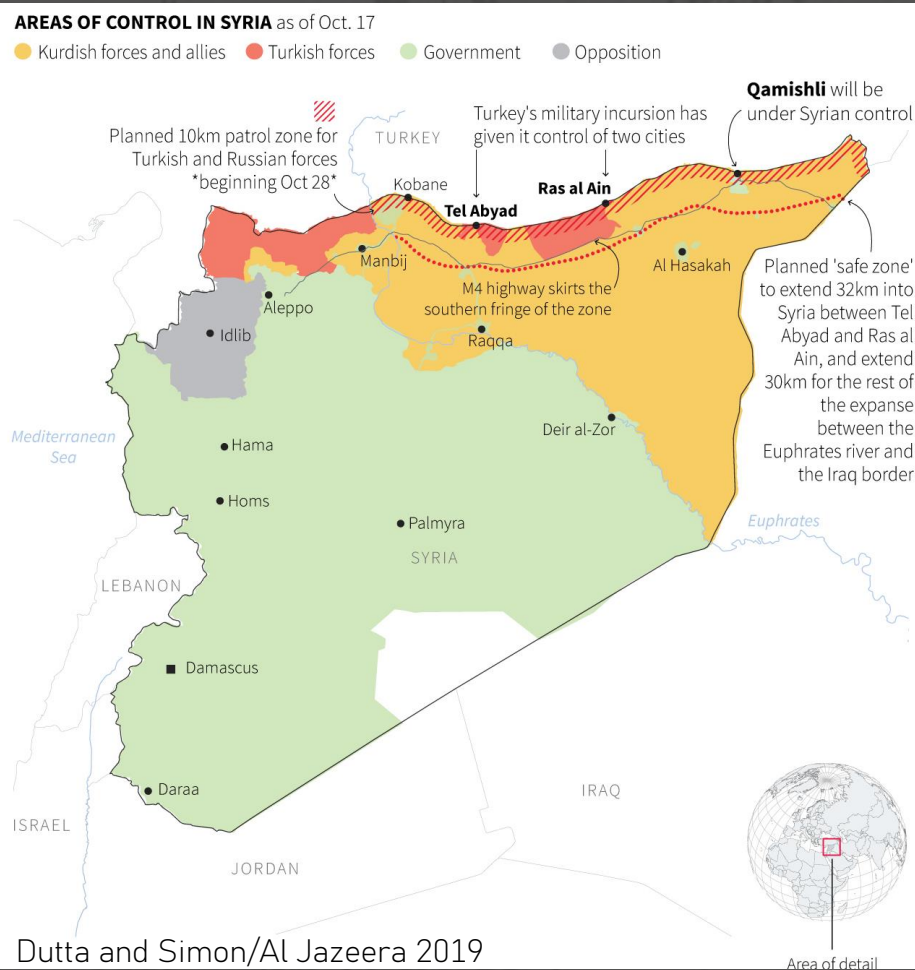 AREAS OF CONTROL IN SYRIA as of Oct. 17
Kurdish forces and allies
Turkish forces
Government
Opposition
Planned 10km patrol zone for
Turkish and Russian forces
*beginning Oct 28*
TURKEY
Turkey's military incursion has
given it control of two cities
Qamishli will be
under Syrian control
Kobane
Tel Abyad
Ras al Ain
Manbij
Al Hasakah
M4 highway skirts the
southern fringe of the zone
Planned 'safe zone'
to extend 32km into
Syria between Tel
Abyad and Ras al
Ain, and extend
30km for the rest of
the expanse
between the
Euphrates river and
the Iraq border
Aleppo
Idlib
Raqqa
Deir al-Zor
Mediterranean
Sea
Hama
Homs
Palmyra
Euphrates
SYRIA
LEBANON
Damascus
Daraa
IRAQ
ISRAEL
JORDAN
Dutta and Simon/Al Jazeera 2019
Area of detail